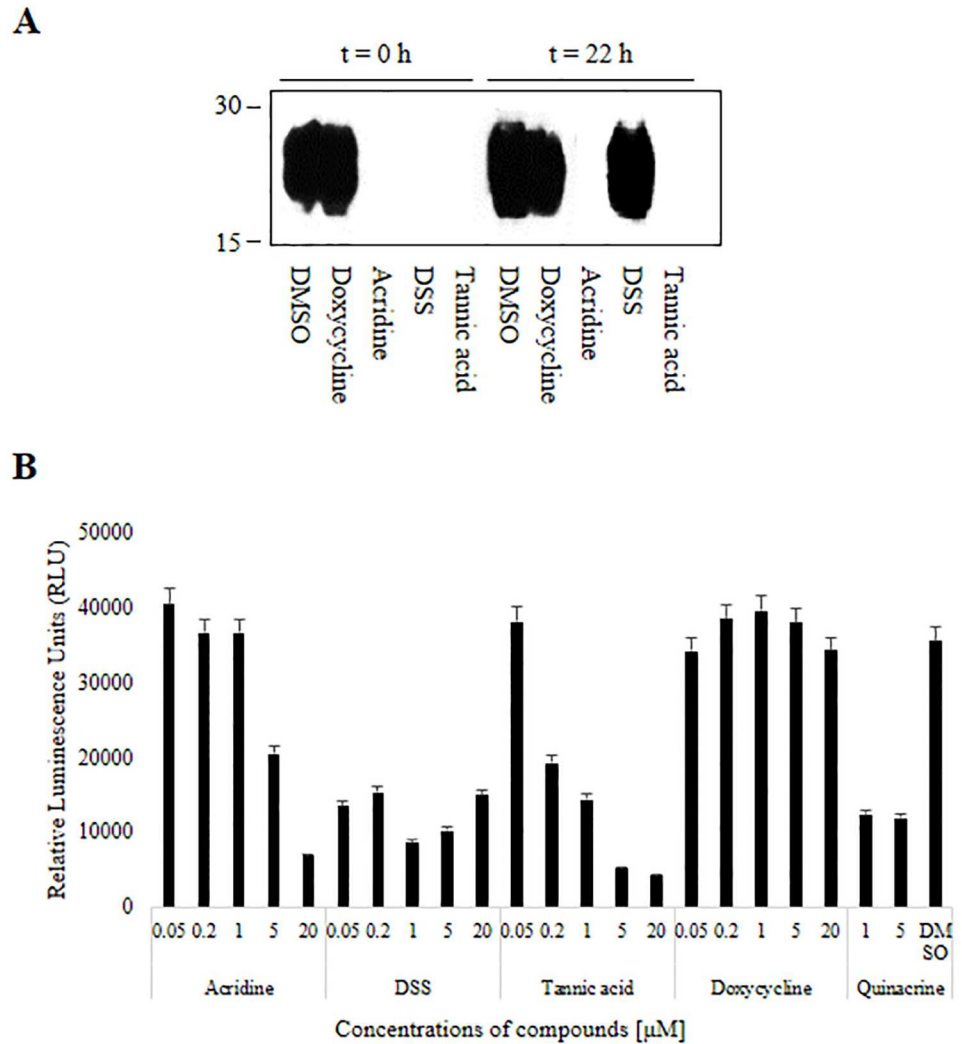 A
t = 0 h
t = 22 h
30
15
DMSO
Doxycycline
Acridine
DSS
Tannic acid
DMSO
Doxycycline
Acridine
DSS
Tannic acid
B
Relative Luminescence Units (RLU)
50000
40000
30000
20000
10000
0
0.05 0.2 1 5 20 0.05 0.2 1 5 20 0.05 0.2 1 5 20 0.05 0.2 1 5 20 1 5 DM
SO
Acridine DSS Tannic acid Doxycycline Quinacrine
Concentrations of compounds [µM]